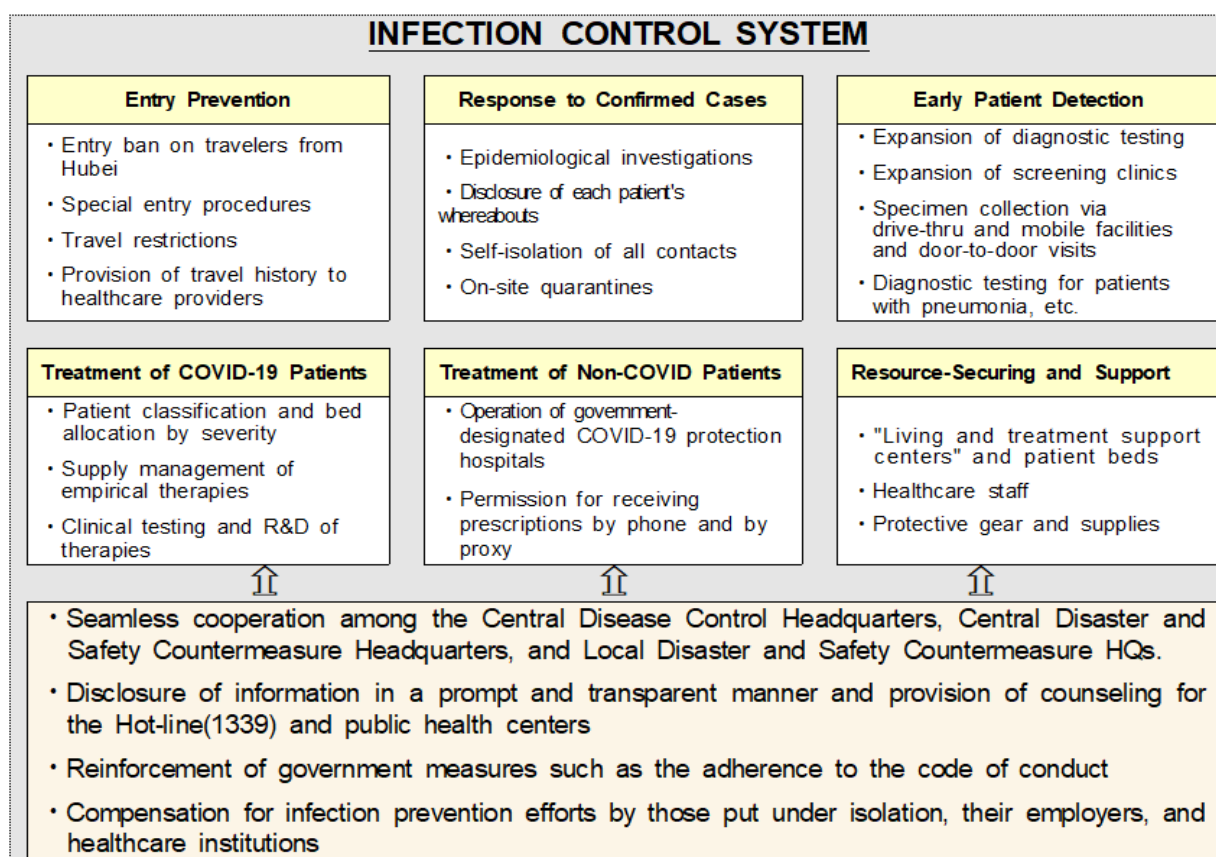 INFECTION CONTROL SYSTEM
Entry Prevention
· Entry ban on travelers from
Hubei
· Special entry procedures
· Travel restrictions
· Provision of travel history to
healthcare providers
Response to Confirmed Cases
· Epidemiological investigations
· Disclosure of each patient's
whereabouts
· Self-isolation of all contacts
· On-site quarantines
Early Patient Detection
· Expansion of diagnostic testing
· Expansion of screening clinics
· Specimen collection via
drive-thru and mobile facilities
and door-to-door visits
· Diagnostic testing for patients
with pneumonia, etc.
Treatment of COVID-19 Patients
· Patient classification and bed
allocation by severity
· Supply management of
empirical therapies
· Clinical testing and R&D of
therapies
Treatment of Non-COVID Patients
· Operation of government-
designated COVID-19 protection
hospitals
· Permission for receiving
prescriptions by phone and by
proxy
Resource-Securing and Support
· "Living and treatment support
centers" and patient beds
· Healthcare staff
· Protective gear and supplies
· Seamless cooperation among the Central Disease Control Headquarters, Central Disaster and
Safety Countermeasure Headquarters, and Local Disaster and Safety Countermeasure HQs.
· Disclosure of information in a prompt and transparent manner and provision of counseling for
the Hot-line(1339) and public health centers
· Reinforcement of government measures such as the adherence to the code of conduct
· Compensation for infection prevention efforts by those put under isolation, their employers, and
healthcare institutions